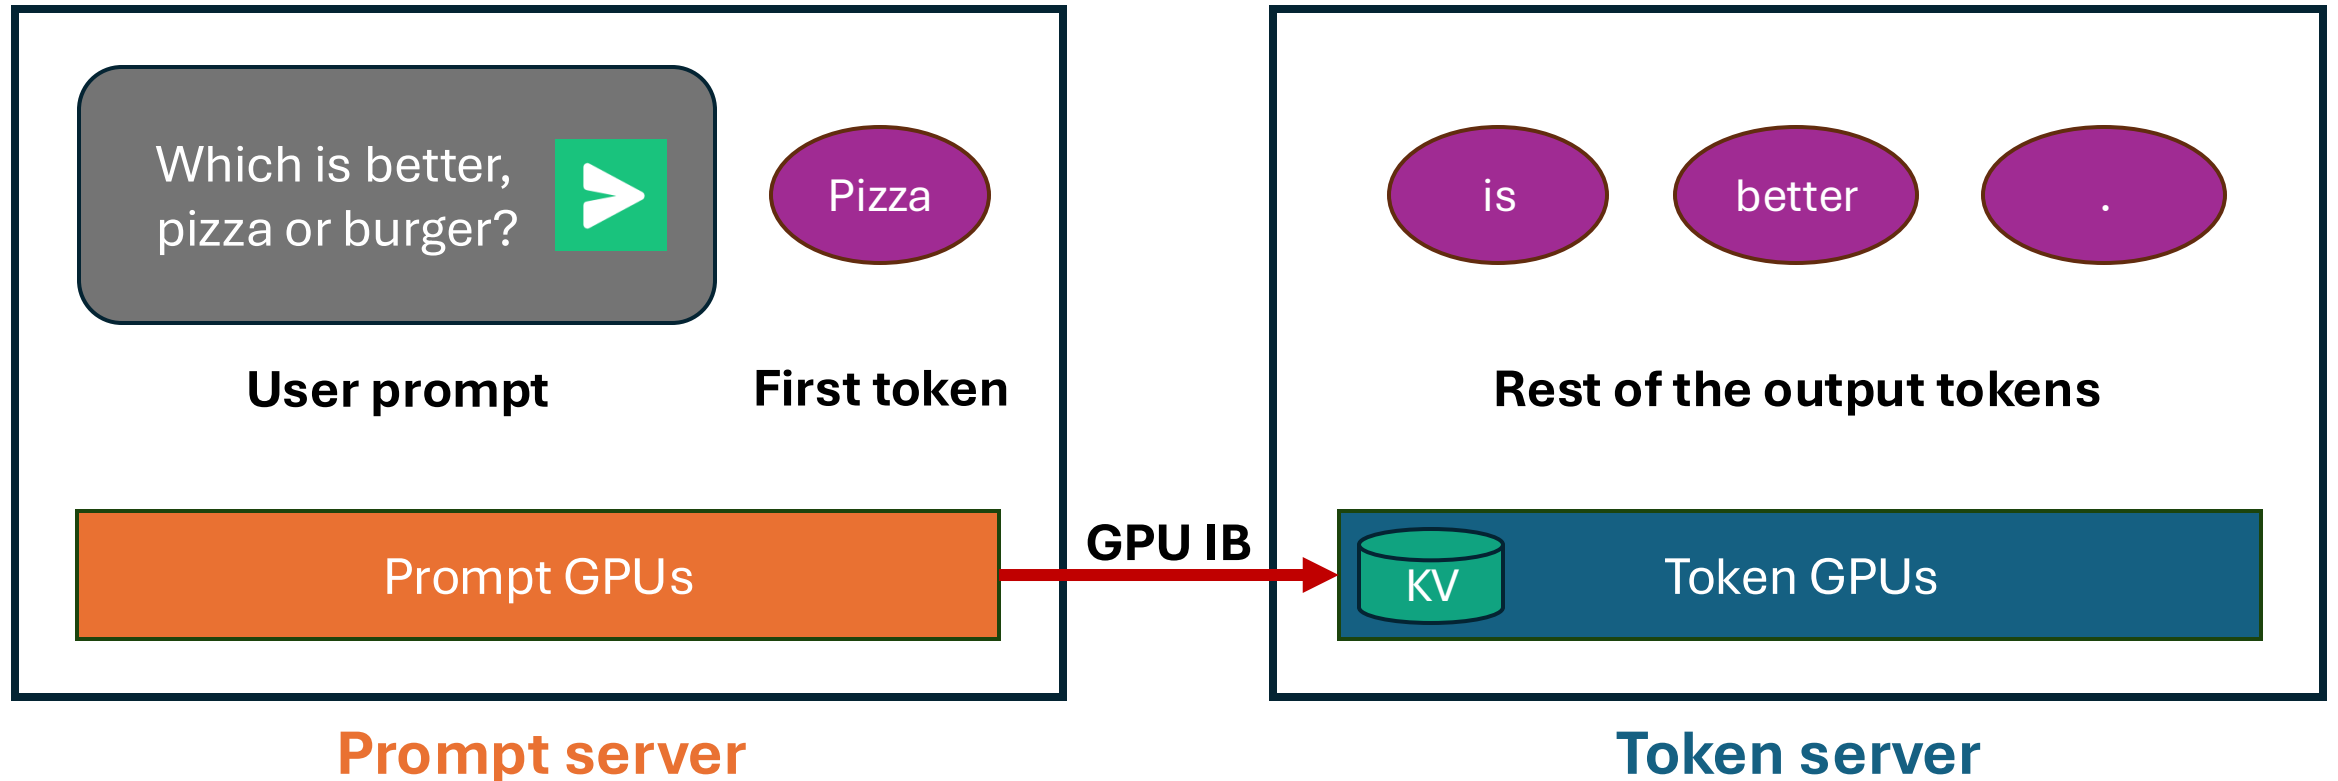 Which is better,
pizza or burger?
Pizza
is
better
.
User prompt
First token
Rest of the output tokens
Prompt GPUs
GPU IB
KV
Token GPUs
Prompt server
Token server